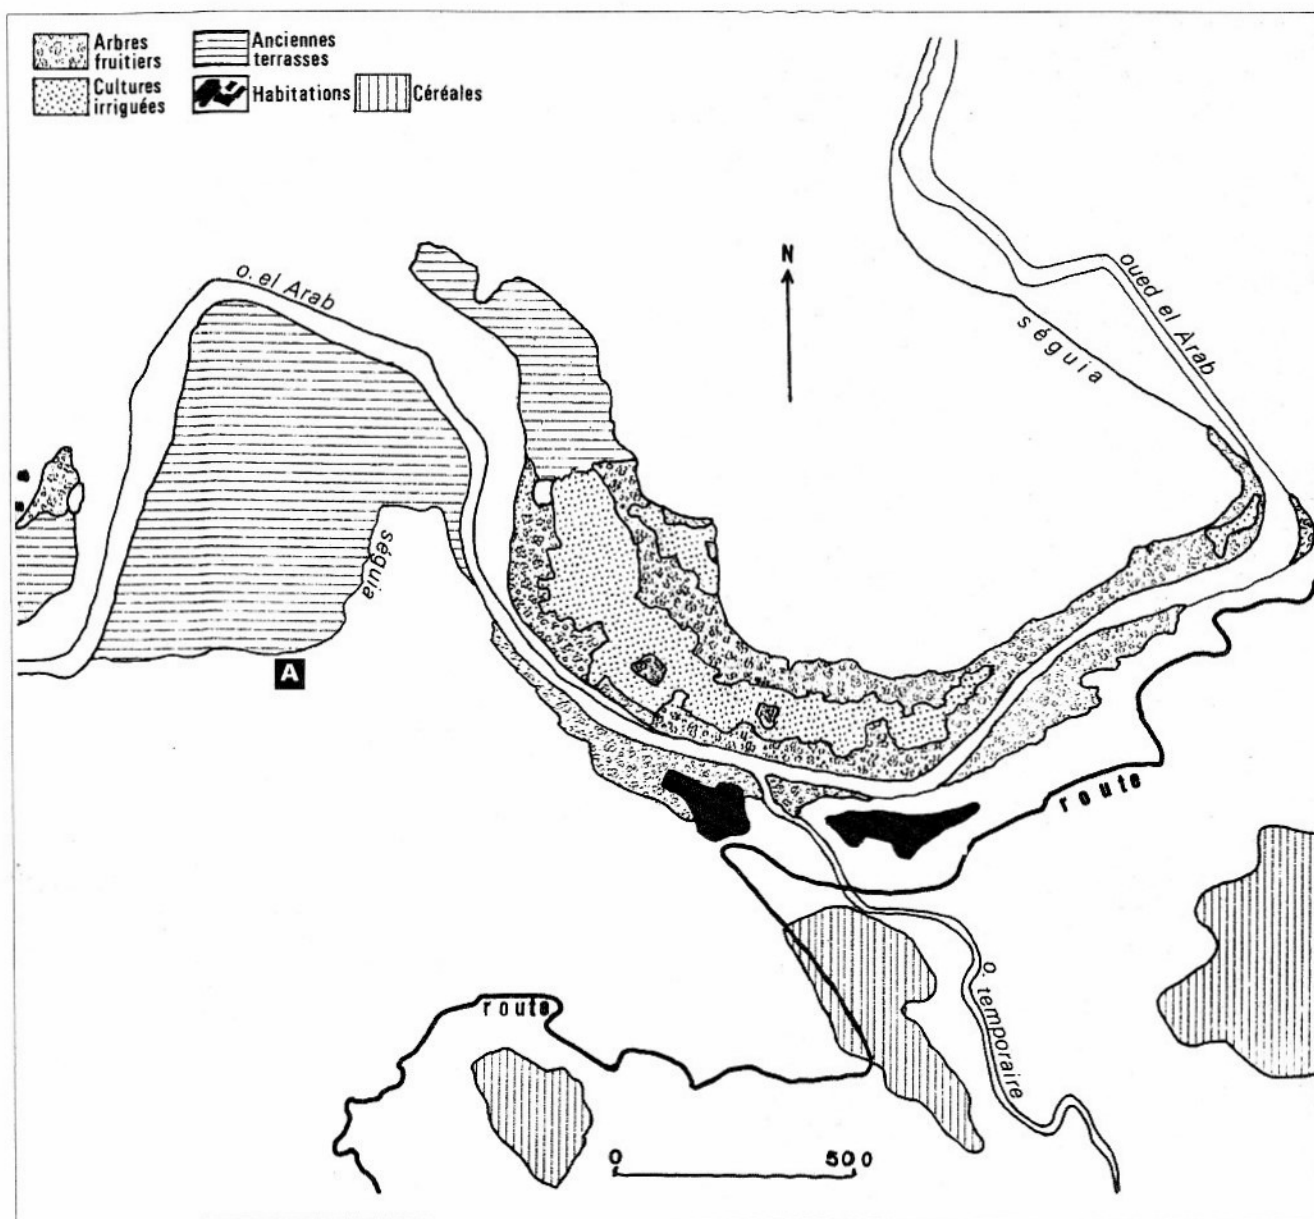 Arbres
fruitiers
Anciennes
terrasses
Cultures
irriguées
Habitations
Céréales
N
o. el Arab
oued el Arab
séguia
séguia
A
route
route
o. temporaire
0 500